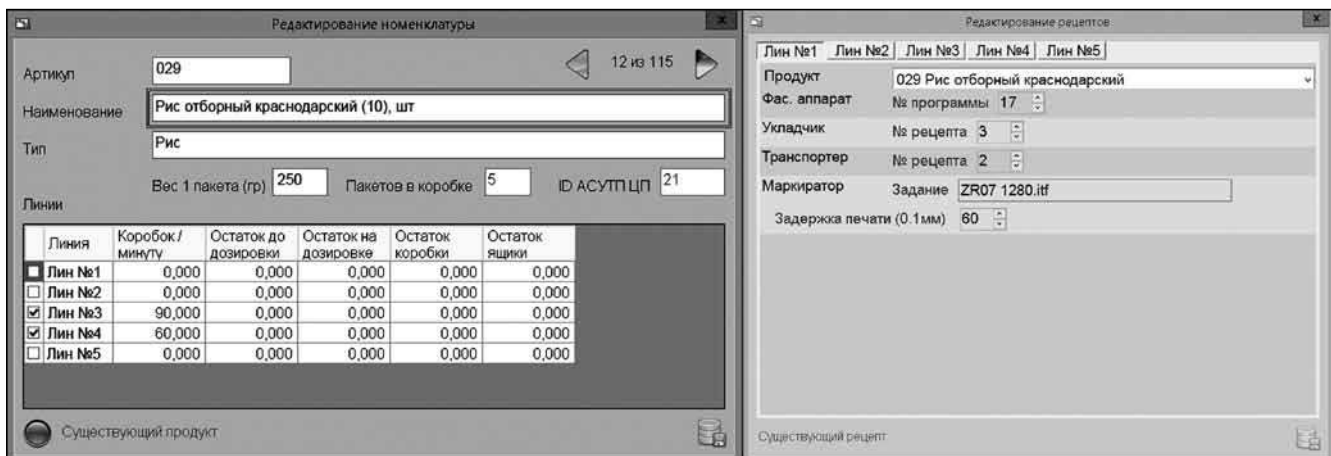 Редактирование номенклатуры
Артикул 029 12 из 115
Наименование Рис отборный краснодарский (10), шт
Тип Рис
Вес 1 пакета (гр) 250 Пакетов в коробке 5 ID АСУТП ЦП 21
Линии
Линия Коробок / минуту Остаток до дозировки Остаток на дозировке Остаток коробки Остаток ящики
Лин №1 0,000 0,000 0,000 0,000 0,000
Лин №2 0,000 0,000 0,000 0,000 0,000
Лин №3 90,000 0,000 0,000 0,000 0,000
Лин №4 60,000 0,000 0,000 0,000 0,000
Лин №5 0,000 0,000 0,000 0,000 0,000
Существующий продукт
Редактирование рецептов
Лин №1 Лин №2 Лин №3 Лин №4 Лин №5
Продукт 029 Рис отборный краснодарский
Фас. аппарат № программы 17
Укладчик № рецепта 3
Транспортер № рецепта 2
Маркиратор Задание ZR07 1280.itf
Задержка печати (0.1мм) 60
Существующий рецепт